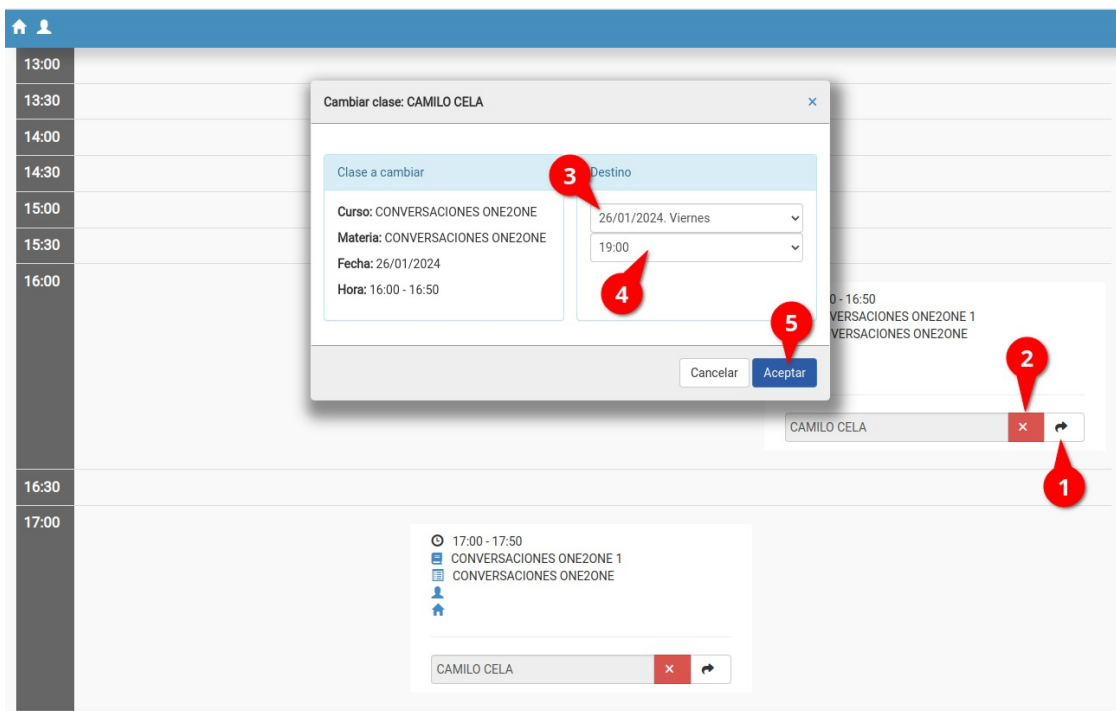 13:00
13:30
14:00
14:30
15:00
15:30
16:00
16:30
17:00
Cambiar clase: CAMILO CELA ×
Clase a cambiar
Curso: CONVERSACIONES ONE2ONE
Materia: CONVERSACIONES ONE2ONE
Fecha: 26/01/2024
Hora: 16:00 - 16:50
3 Destino
26/01/2024. Viernes
19:00
4
5
Cancelar Aceptar
0 - 16:50
VERSACIONES ONE2ONE 1
VERSACIONES ONE2ONE
2
CAMILO CELA ×
1
17:00 - 17:50
CONVERSACIONES ONE2ONE 1
CONVERSACIONES ONE2ONE
CAMILO CELA ×